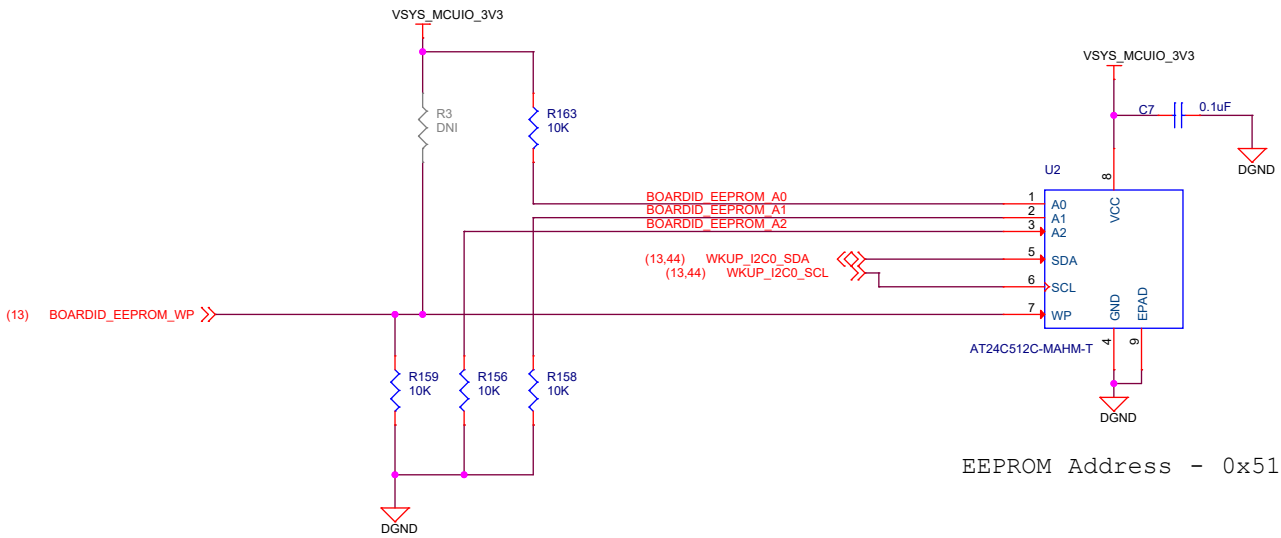 VSYS_MCUIO_3V3
VSYS_MCUIO_3V3
R3
DNI
R163
10K
C7
0.1uF
DGND
U2
8
VCC
BOARDID_EEPROM_A0
1
A0
BOARDID_EEPROM_A1
2
A1
BOARDID_EEPROM_A2
3
A2
(13,44) WKUP_I2C0_SDA
5
SDA
(13,44) WKUP_I2C0_SCL
6
SCL
(13) BOARDID_EEPROM_WP
7
WP
GND
EPAD
4
9
AT24C512C-MAHM-T
R159
10K
R156
10K
R158
10K
DGND
EEPROM Address - 0x51
DGND